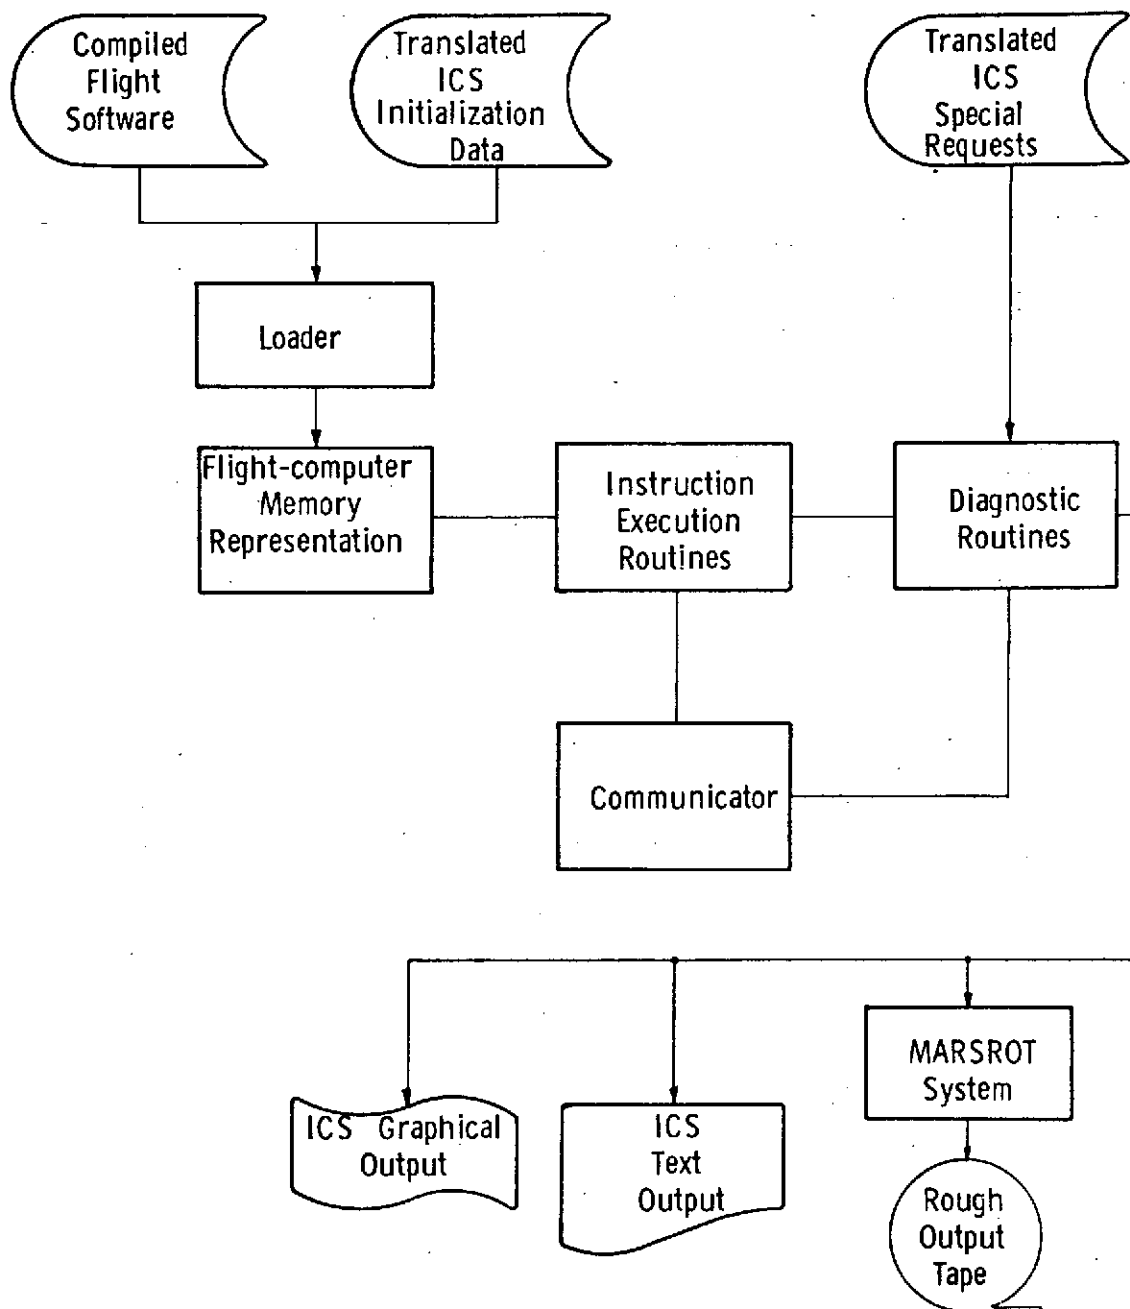 Compiled
Flight
Software
Translated
ICS
Initialization
Data
Translated
ICS
Special
Requests
Loader
Flight-computer
Memory
Representation
Instruction
Execution
Routines
Diagnostic
Routines
Communicator
MARSROT
System
ICS Graphical
Output
ICS
Text
Output
Rough
Output
Tape